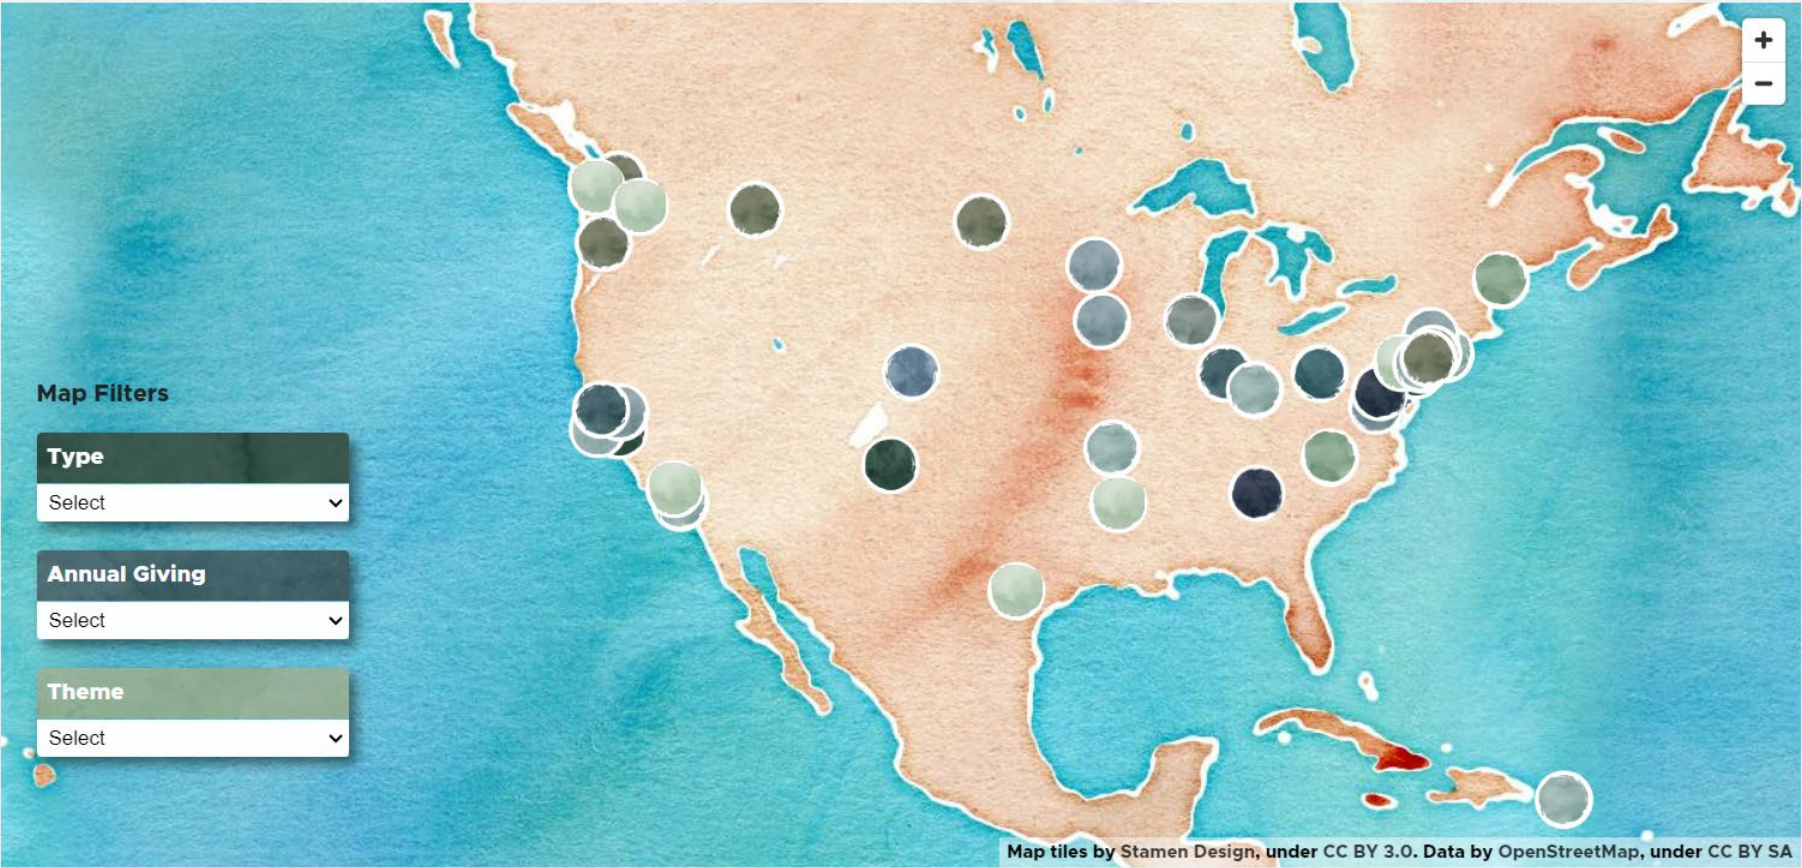 +
−
Map Filters
Type
Select
Annual Giving
Select
Theme
Select
Map tiles by Stamen Design, under CC BY 3.0. Data by OpenStreetMap, under CC BY SA